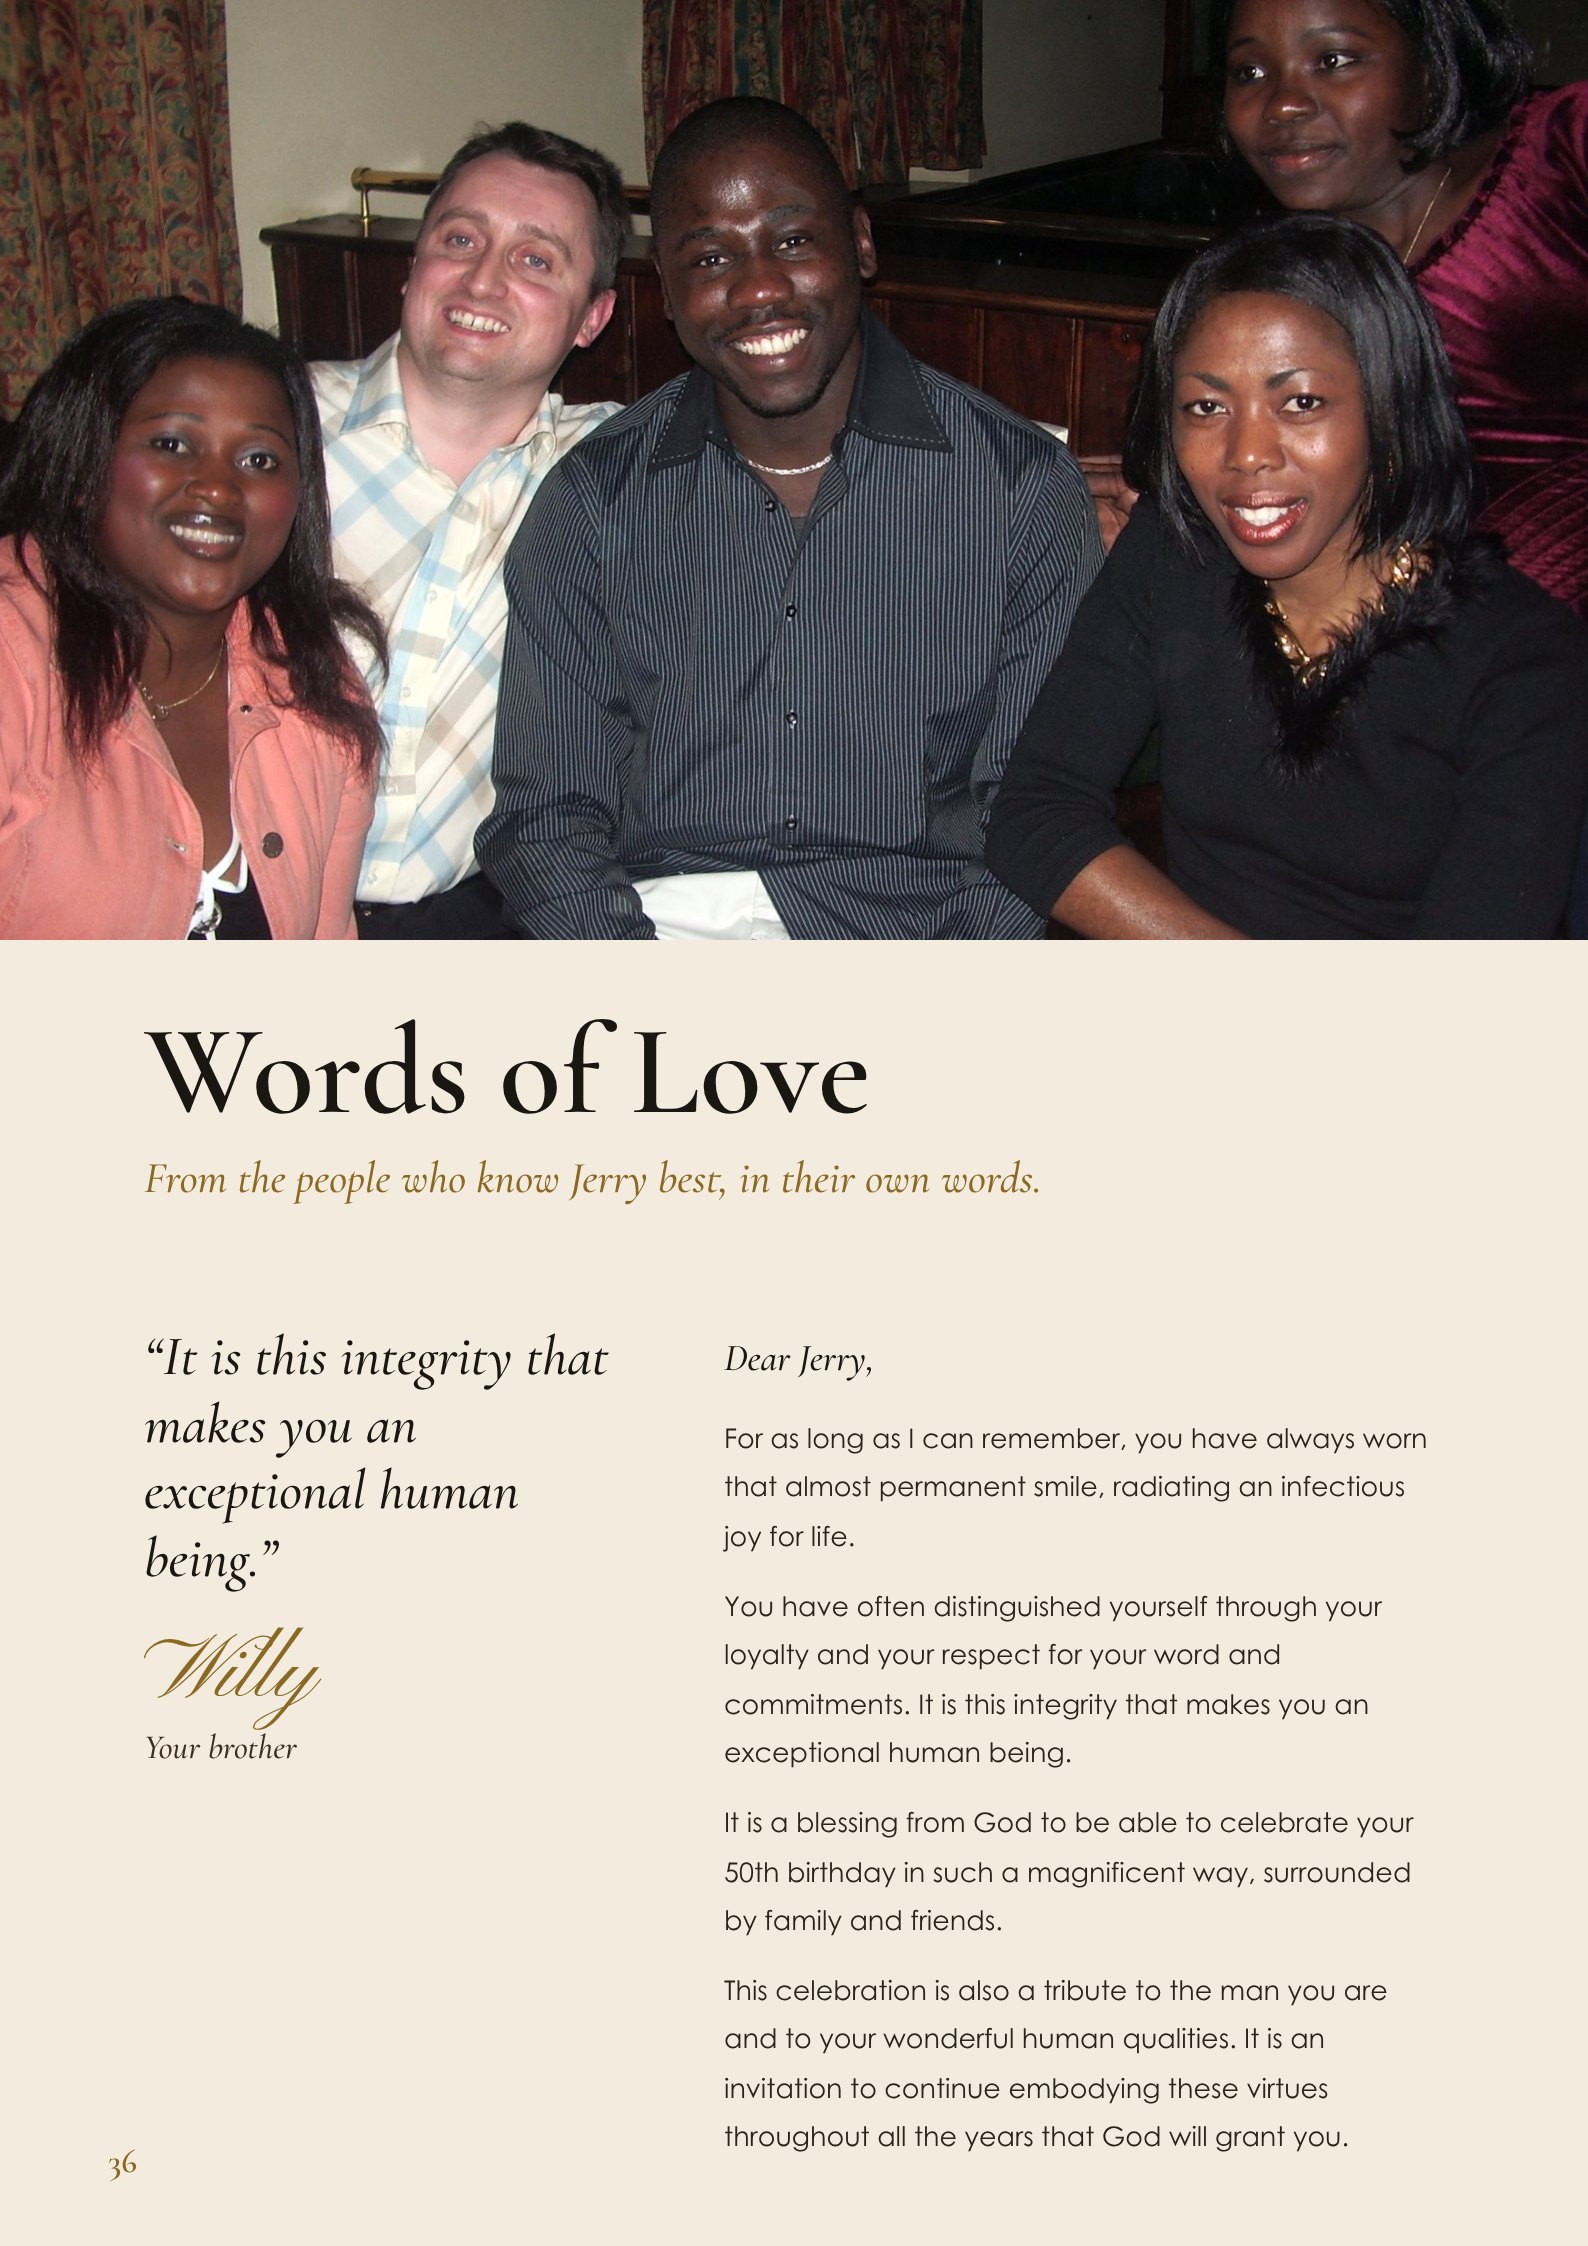 Words of Love
From the people who know Jerry best, in their own words.
“It is this integrity that
makes you an
exceptional human
being.”
Willy
Your brother
Dear Jerry,
For as long as I can remember, you have always worn
that almost permanent smile, radiating an infectious
joy for life.
You have often distinguished yourself through your
loyalty and your respect for your word and
commitments. It is this integrity that makes you an
exceptional human being.
It is a blessing from God to be able to celebrate your
50th birthday in such a magnificent way, surrounded
by family and friends.
This celebration is also a tribute to the man you are
and to your wonderful human qualities. It is an
invitation to continue embodying these virtues
throughout all the years that God will grant you.
36